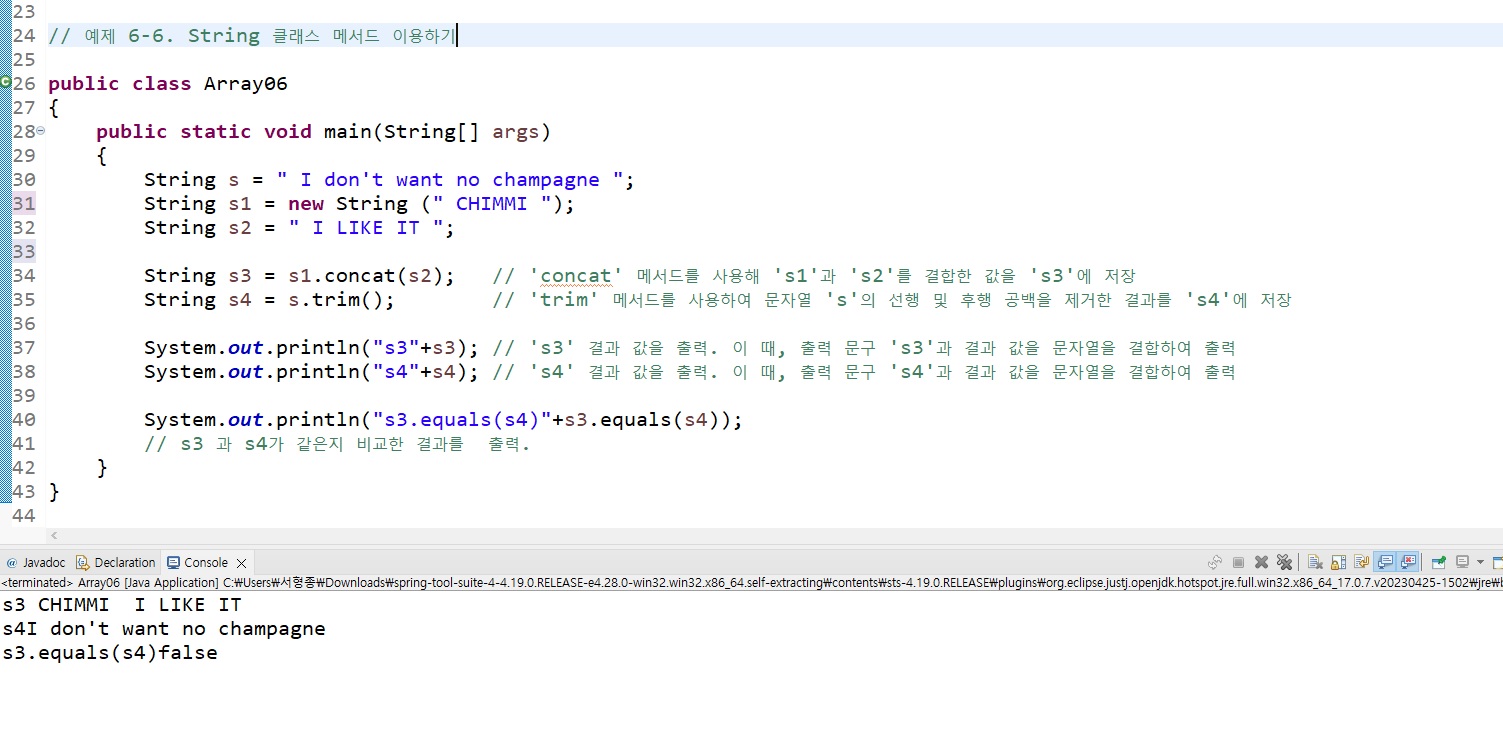 23
24 // 예제 6-6. String 클래스 메서드 이용하기
25
26 public class Array06
27 {
28 public static void main(String[] args)
29 {
30 String s = " I don't want no champagne ";
31 String s1 = new String (" CHIMMI ");
32 String s2 = " I LIKE IT ";
33
34 String s3 = s1.concat(s2); // 'concat' 메서드를 사용해 's1'과 's2'를 결합한 값을 's3'에 저장
35 String s4 = s.trim(); // 'trim' 메서드를 사용하여 문자열 's'의 선행 및 후행 공백을 제거한 결과를 's4'에 저장
36
37 System.out.println("s3"+s3); // 's3' 결과 값을 출력. 이 때, 출력 문구 's3'과 결과 값을 문자열을 결합하여 출력
38 System.out.println("s4"+s4); // 's4' 결과 값을 출력. 이 때, 출력 문구 's4'과 결과 값을 문자열을 결합하여 출력
39
40 System.out.println("s3.equals(s4)"+s3.equals(s4));
41 // s3 과 s4가 같은지 비교한 결과를  출력.
42 }
43 }
44
@ Javadoc Declaration Console
<terminated> Array06 [Java Application] C:₩Users₩서형종₩Downloads₩spring-tool-suite-4-4.19.0.RELEASE-e4.28.0-win32.win32.x86_64.self-extracting₩contents₩sts-4.19.0.RELEASE₩plugins₩org.eclipse.justj.openjdk.hotspot.jre.full.win32.x86_64_17.0.7.v20230425-1502₩jre₩b
s3 CHIMMI  I LIKE IT
s4I don't want no champagne
s3.equals(s4)false